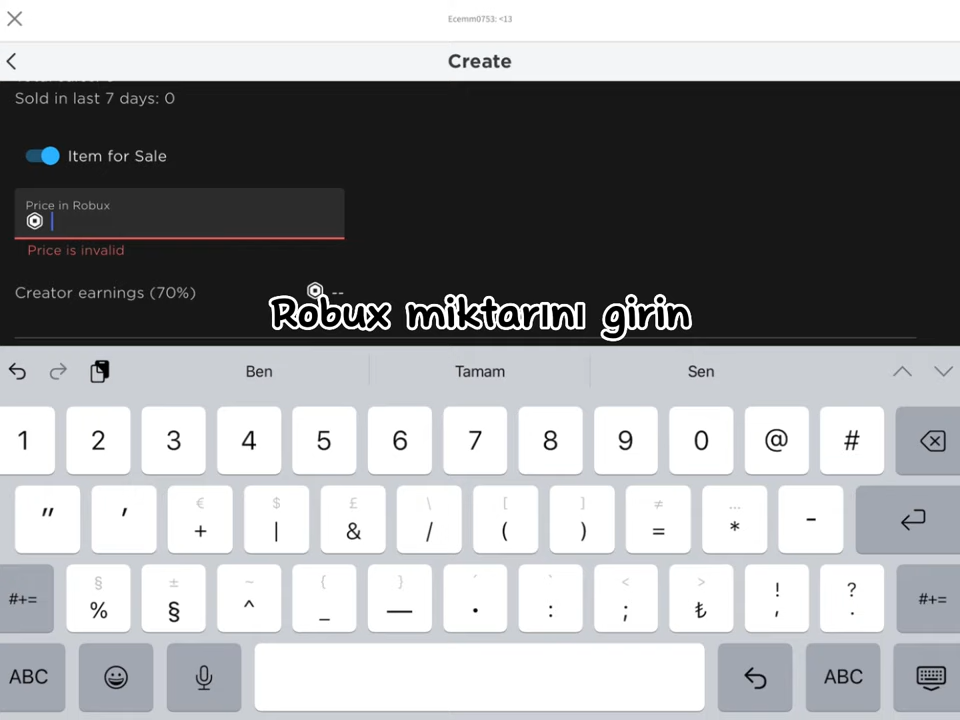 Ecemm0753: <13
Create
Sold in last 7 days: 0
Item for Sale
Price in Robux
Price is invalid
Creator earnings (70%) --
Robux miktarını girin
Ben Tamam Sen
1 2 3 4 5 6 7 8 9 0 @ #
" ' € + $ | £ & \ / [ ( ] ) ≠ = … * -
#+= § % ± § ~ ^ { _ } — ´ · ` : < ; > ₺ ! , ? . #+=
ABC ABC